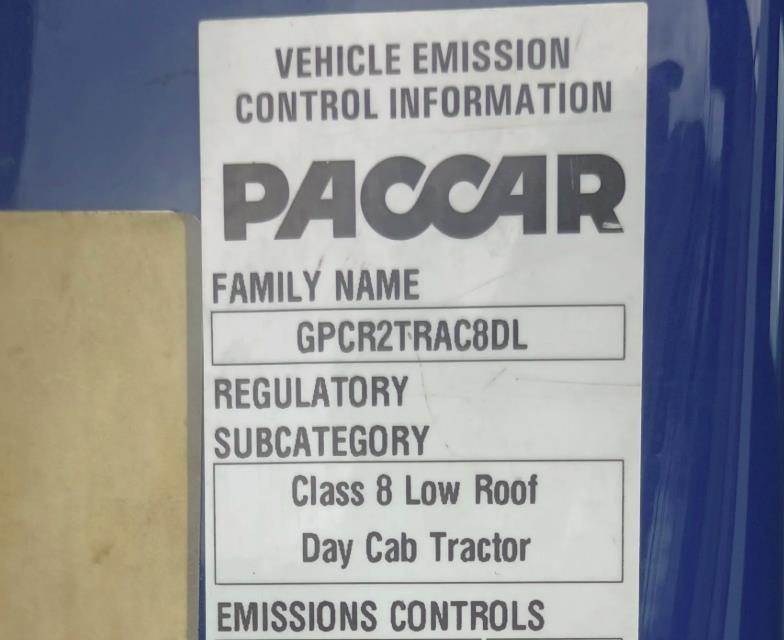 VEHICLE EMISSION
CONTROL INFORMATION
PACCAR
FAMILY NAME
GPCR2TRAC8DL
REGULATORY
SUBCATEGORY
Class 8 Low Roof
Day Cab Tractor
EMISSIONS CONTROLS